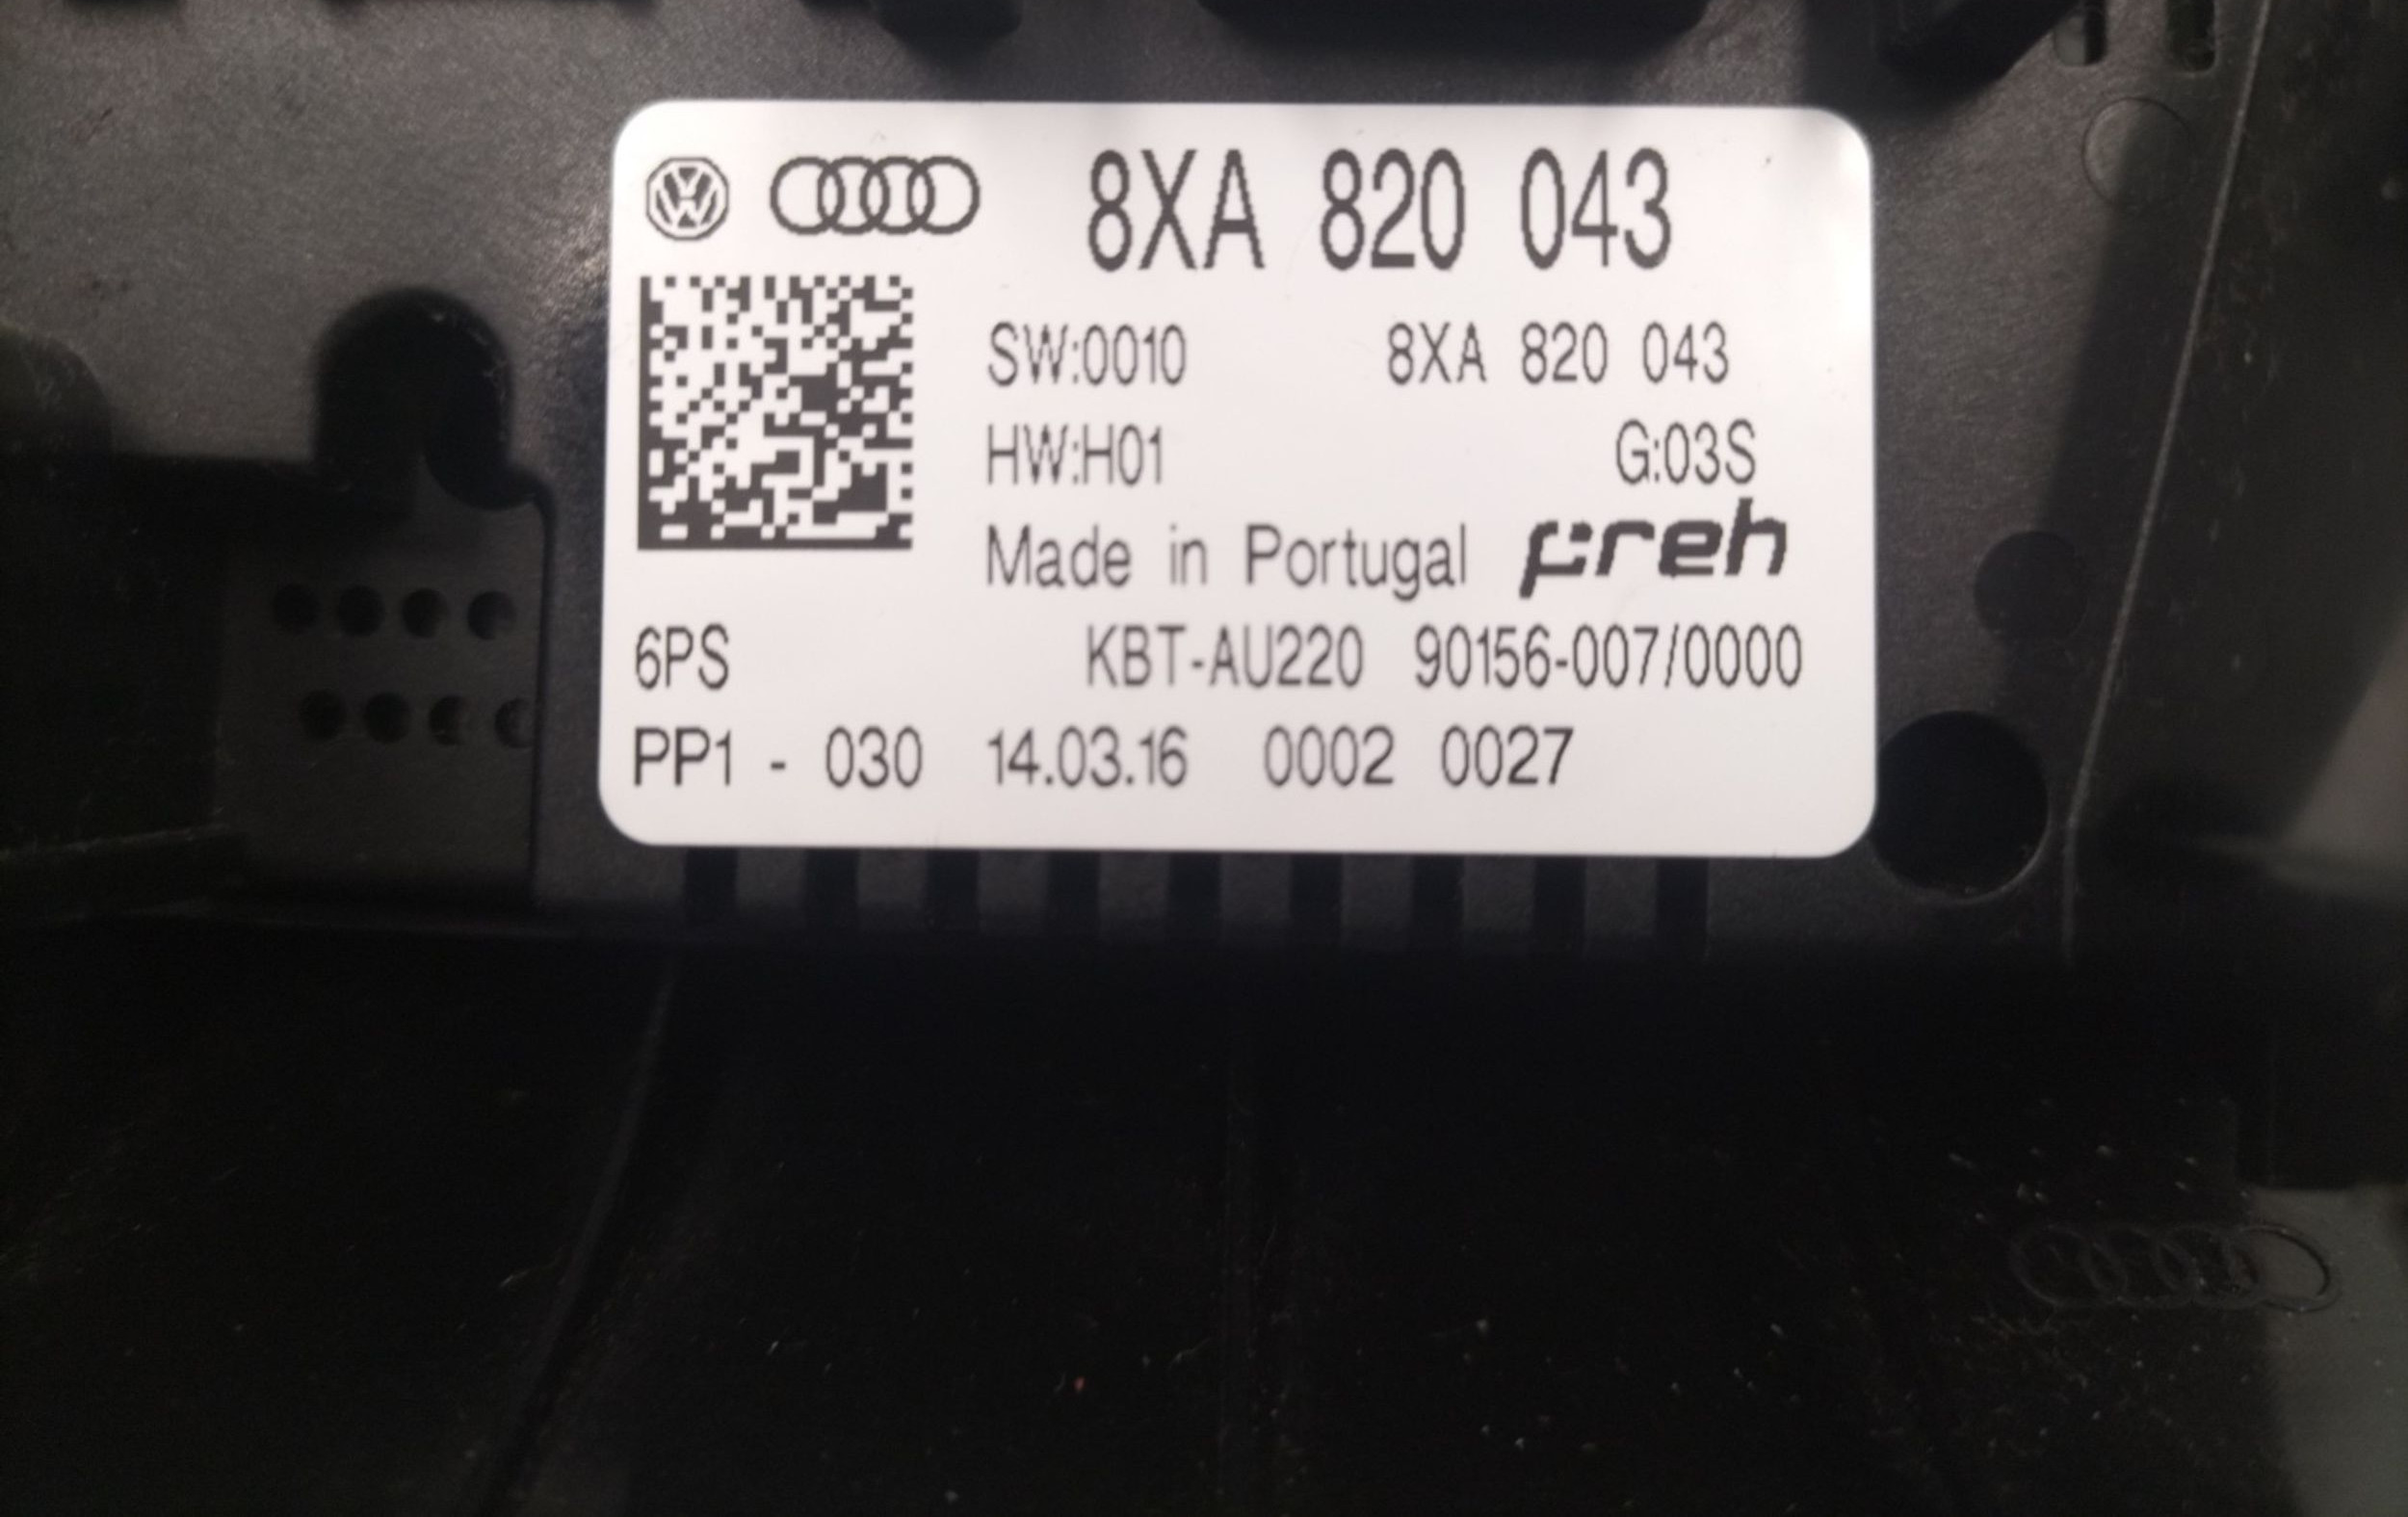 8XA 820 043
SW:0010 8XA 820 043
HW:H01 G:03S
Made in Portugal preh
6PS KBT-AU220 90156-007/0000
PP1 - 030 14.03.16 0002 0027